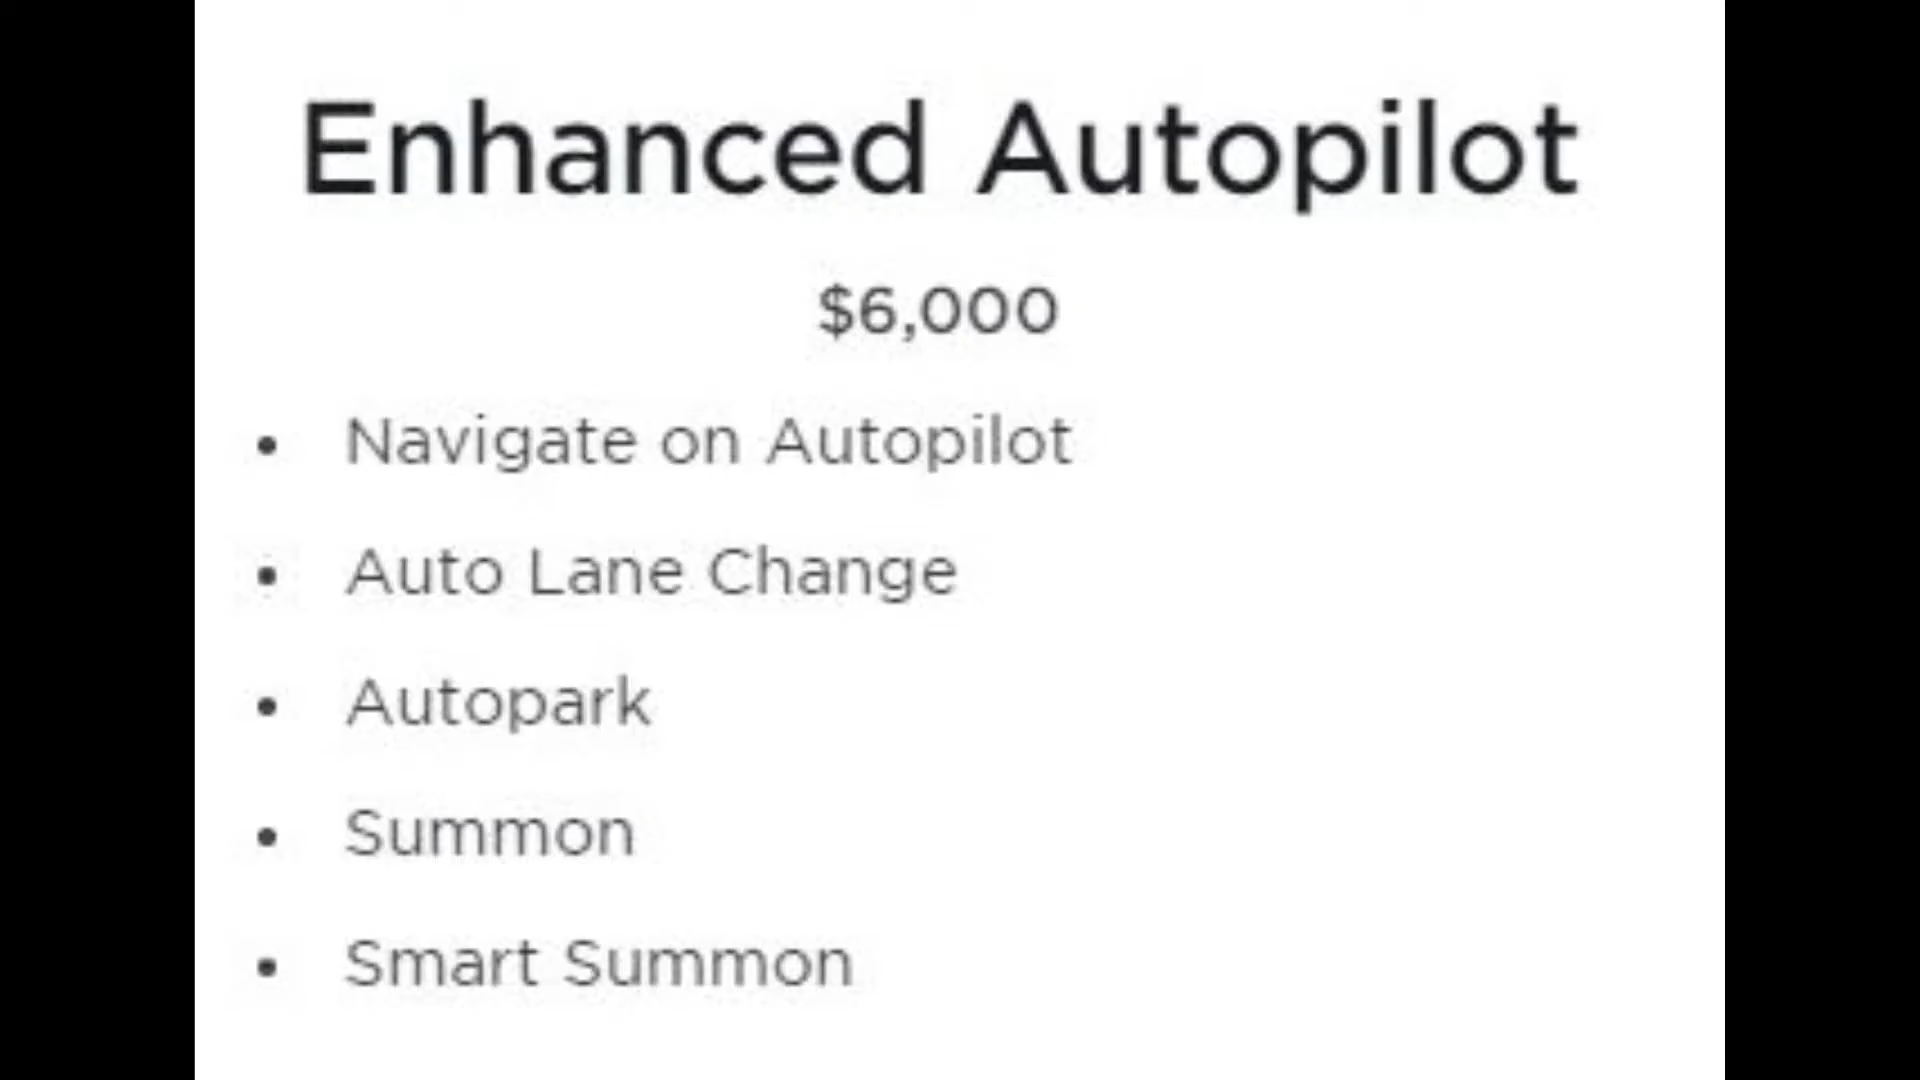 Enhanced Autopilot
$6,000
• Navigate on Autopilot
• Auto Lane Change
• Autopark
• Summon
• Smart Summon